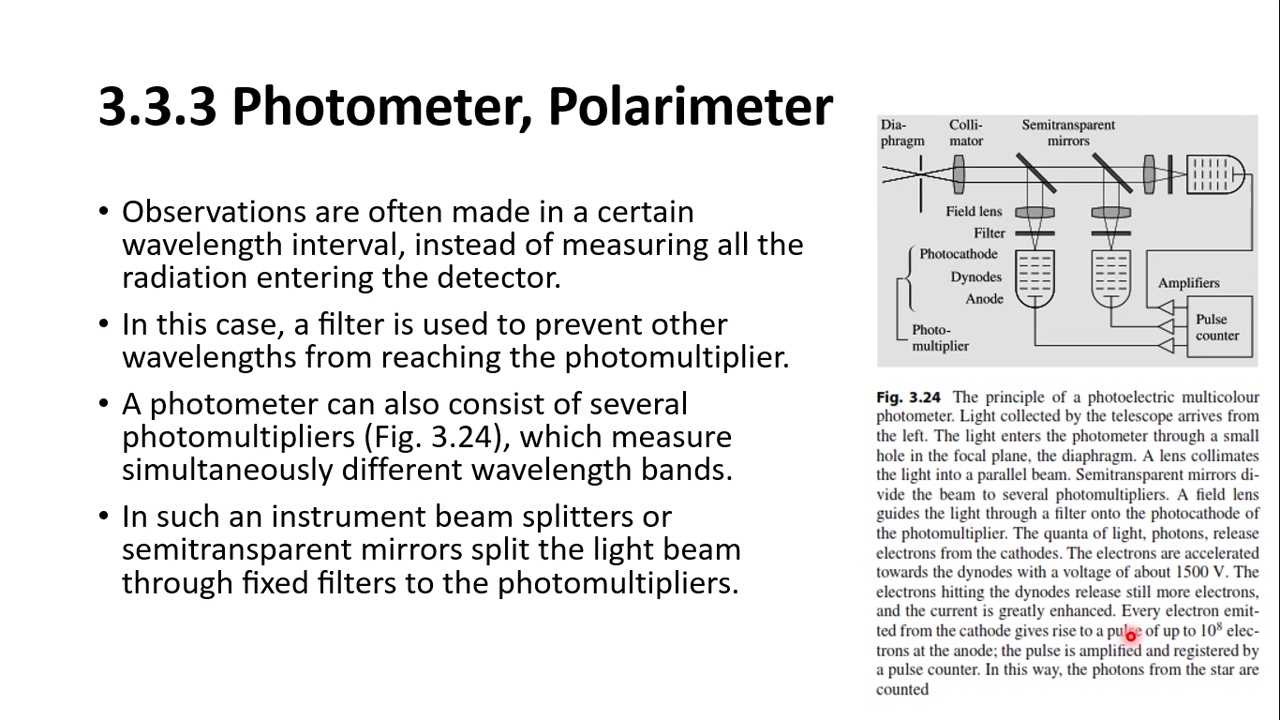 3.3.3 Photometer, Polarimeter
• Observations are often made in a certain
wavelength interval, instead of measuring all the
radiation entering the detector.
• In this case, a filter is used to prevent other
wavelengths from reaching the photomultiplier.
• A photometer can also consist of several
photomultipliers (Fig. 3.24), which measure
simultaneously different wavelength bands.
• In such an instrument beam splitters or
semitransparent mirrors split the light beam
through fixed filters to the photomultipliers.
Dia-
phragm
Colli-
mator
Semitransparent
mirrors
Field lens
Filter
Photocathode
Dynodes
Anode
Photo-
multiplier
Amplifiers
Pulse
counter
Fig. 3.24 The principle of a photoelectric multicolour
photometer. Light collected by the telescope arrives from
the left. The light enters the photometer through a small
hole in the focal plane, the diaphragm. A lens collimates
the light into a parallel beam. Semitransparent mirrors di-
vide the beam to several photomultipliers. A field lens
guides the light through a filter onto the photocathode of
the photomultiplier. The quanta of light, photons, release
electrons from the cathodes. The electrons are accelerated
towards the dynodes with a voltage of about 1500 V. The
electrons hitting the dynodes release still more electrons,
and the current is greatly enhanced. Every electron emit-
ted from the cathode gives rise to a pulse of up to 10⁸ elec-
trons at the anode; the pulse is amplified and registered by
a pulse counter. In this way, the photons from the star are
counted